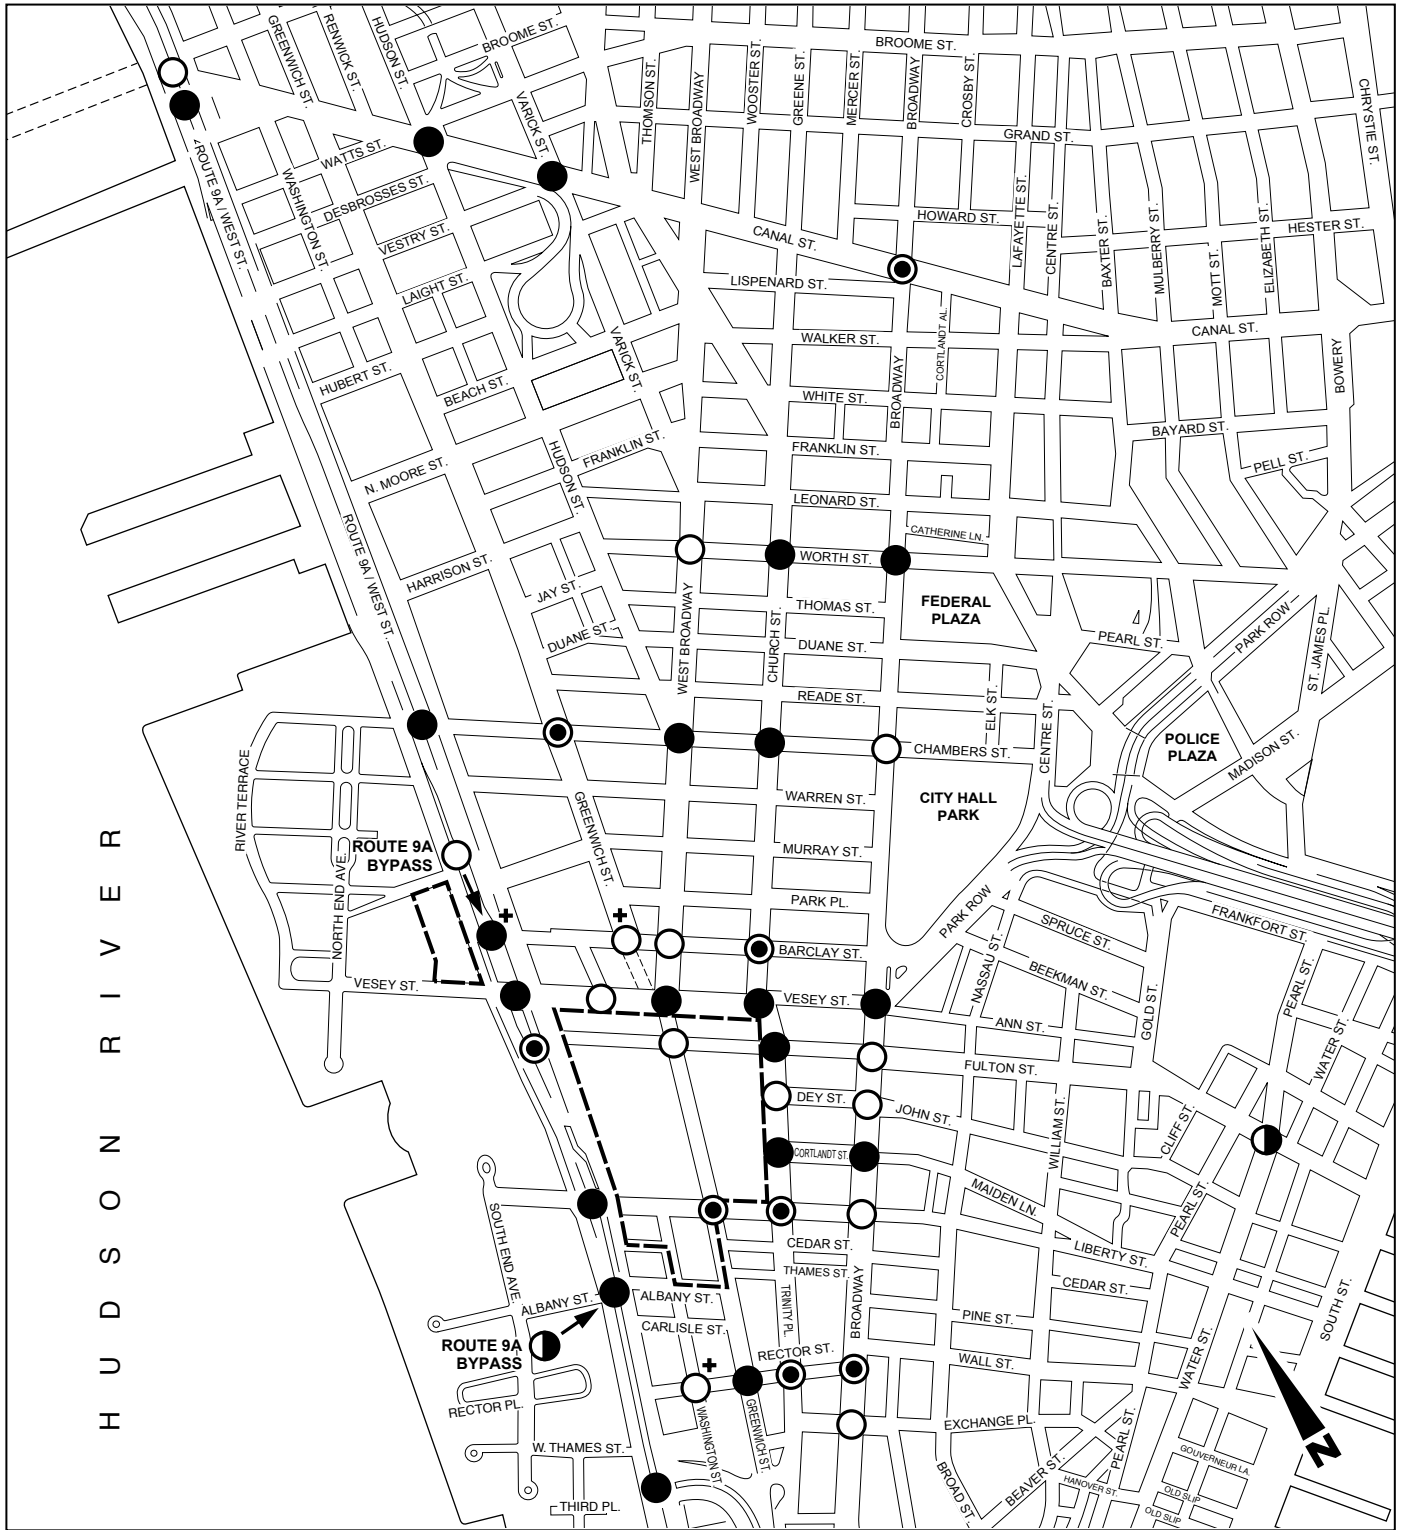 GREENWICH ST.
RENWICK ST.
HUDSON ST.
BROOME ST.
VARICK ST.
THOMSON ST.
WEST BROADWAY
WOOSTER ST.
GREENE ST.
MERCER ST.
BROADWAY
CROSBY ST.
BROOME ST.
CHRYSTIE ST.
GRAND ST.
WATTS ST.
ROUTE 9A / WEST ST.
WASHINGTON ST.
DESBROSSES ST.
VESTRY ST.
LAIGHT ST.
CANAL ST.
HOWARD ST.
LAFAYETTE ST.
CENTRE ST.
BAXTER ST.
MULBERRY ST.
MOTT ST.
ELIZABETH ST.
HESTER ST.
LISPENARD ST.
CORTLANDT AL.
CANAL ST.
WALKER ST.
VARICK ST.
BOWERY
HUBERT ST.
BEACH ST.
WHITE ST.
BROADWAY
BAYARD ST.
FRANKLIN ST.
FRANKLIN ST.
PELL ST.
N. MOORE ST.
HUDSON ST.
LEONARD ST.
CATHERINE LN.
ROUTE 9A / WEST ST.
WORTH ST.
HARRISON ST.
JAY ST.
THOMAS ST.
FEDERAL
PLAZA
DUANE ST.
DUANE ST.
WEST BROADWAY
CHURCH ST.
PEARL ST.
PARK ROW
ST. JAMES PL.
READE ST.
ELK ST.
CENTRE ST.
CHAMBERS ST.
POLICE
PLAZA
MADISON ST.
RIVER TERRACE
GREENWICH ST.
WARREN ST.
CITY HALL
PARK
HUDSON RIVER
ROUTE 9A
BYPASS
MURRAY ST.
NORTH END AVE.
PARK PL.
PARK ROW
SPRUCE ST.
FRANKFORT ST.
BARCLAY ST.
NASSAU ST.
BEEKMAN ST.
PEARL ST.
VESEY ST.
VESEY ST.
ANN ST.
GOLD ST.
WATER ST.
FULTON ST.
DEY ST.
JOHN ST.
WILLIAM ST.
CLIFF ST.
CORTLANDT ST.
MAIDEN LN.
PEARL ST.
SOUTH END AVE.
CEDAR ST.
LIBERTY ST.
THAMES ST.
CEDAR ST.
ALBANY ST.
ALBANY ST.
TRINITY PL.
BROADWAY
PINE ST.
SOUTH ST.
CARLISLE ST.
ROUTE 9A
BYPASS
RECTOR ST.
WALL ST.
WATER ST.
RECTOR PL.
WASHINGTON ST.
GREENWICH ST.
EXCHANGE PL.
PEARL ST.
W. THAMES ST.
GOUVERNEUR LA.
BROAD ST.
BEAVER ST.
HANOVER ST.
OLD SLIP
OLD SLIP
THIRD PL.
N